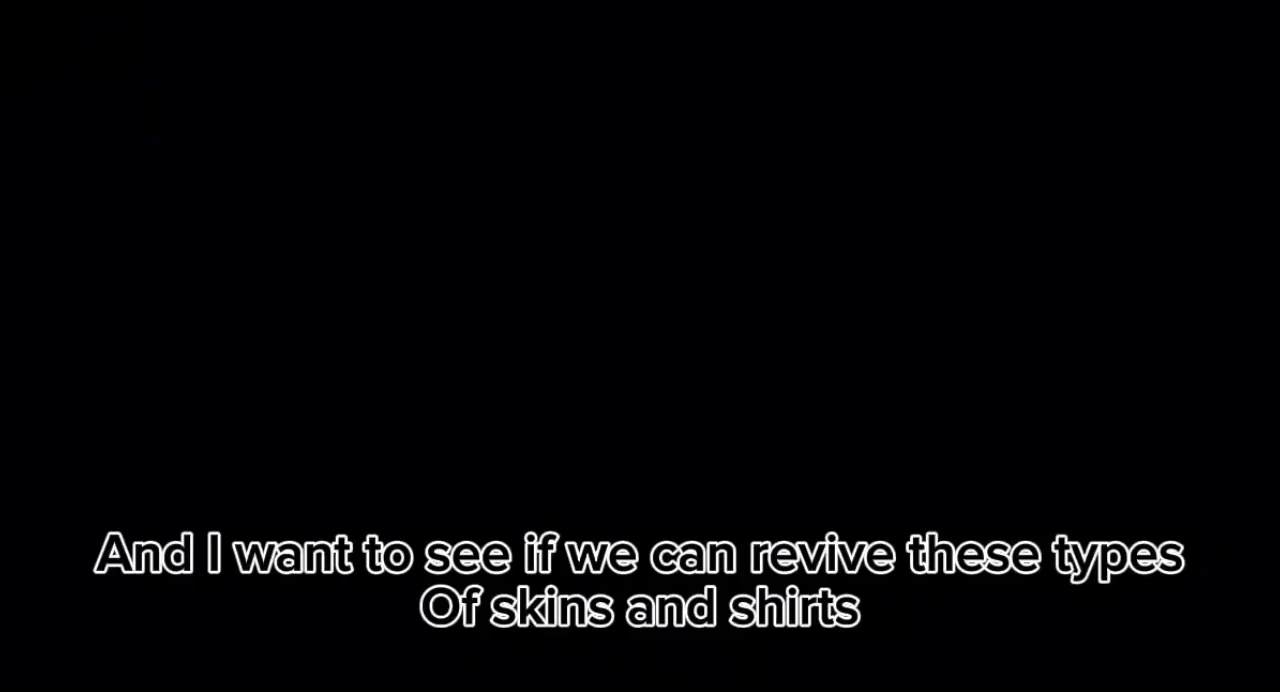 And I want to see if we can revive these types
Of skins and shirts